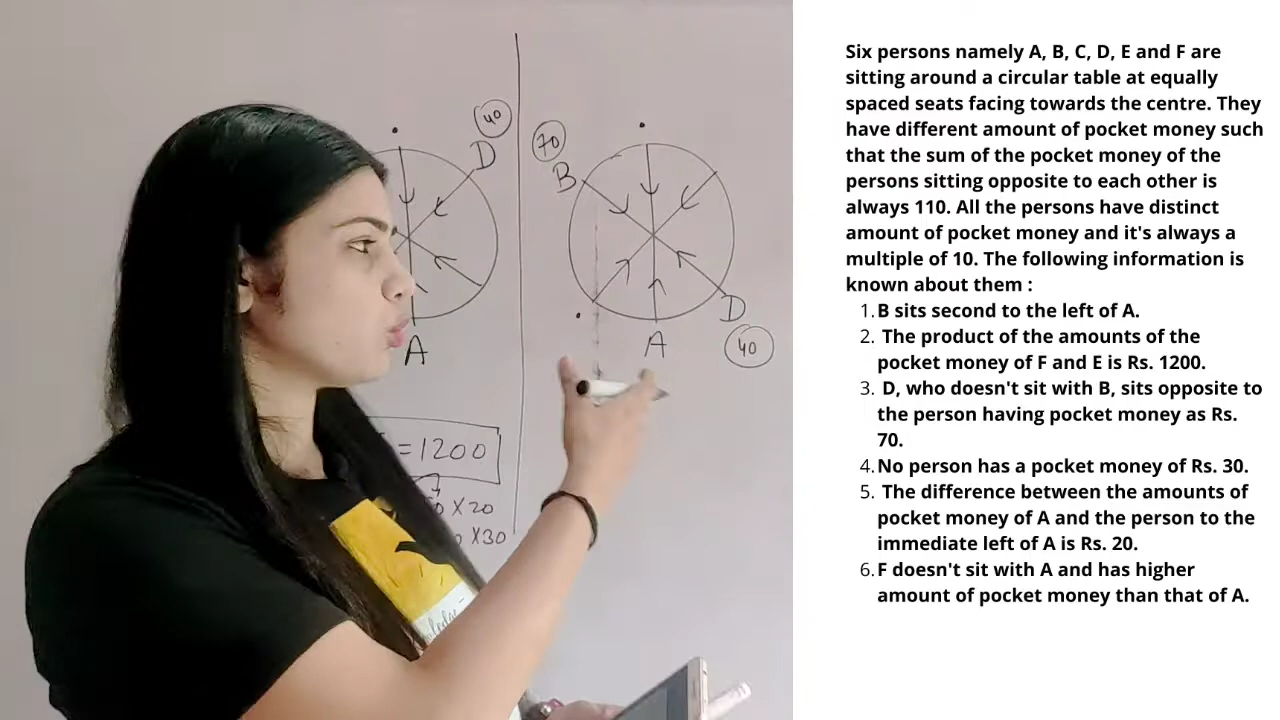 40
D
A
=1200
X 20
X30
70
B
A
D
40
Six persons namely A, B, C, D, E and F are
sitting around a circular table at equally
spaced seats facing towards the centre. They
have different amount of pocket money such
that the sum of the pocket money of the
persons sitting opposite to each other is
always 110. All the persons have distinct
amount of pocket money and it's always a
multiple of 10. The following information is
known about them :
1. B sits second to the left of A.
2. The product of the amounts of the
pocket money of F and E is Rs. 1200.
3. D, who doesn't sit with B, sits opposite to
the person having pocket money as Rs.
70.
4. No person has a pocket money of Rs. 30.
5. The difference between the amounts of
pocket money of A and the person to the
immediate left of A is Rs. 20.
6. F doesn't sit with A and has higher
amount of pocket money than that of A.